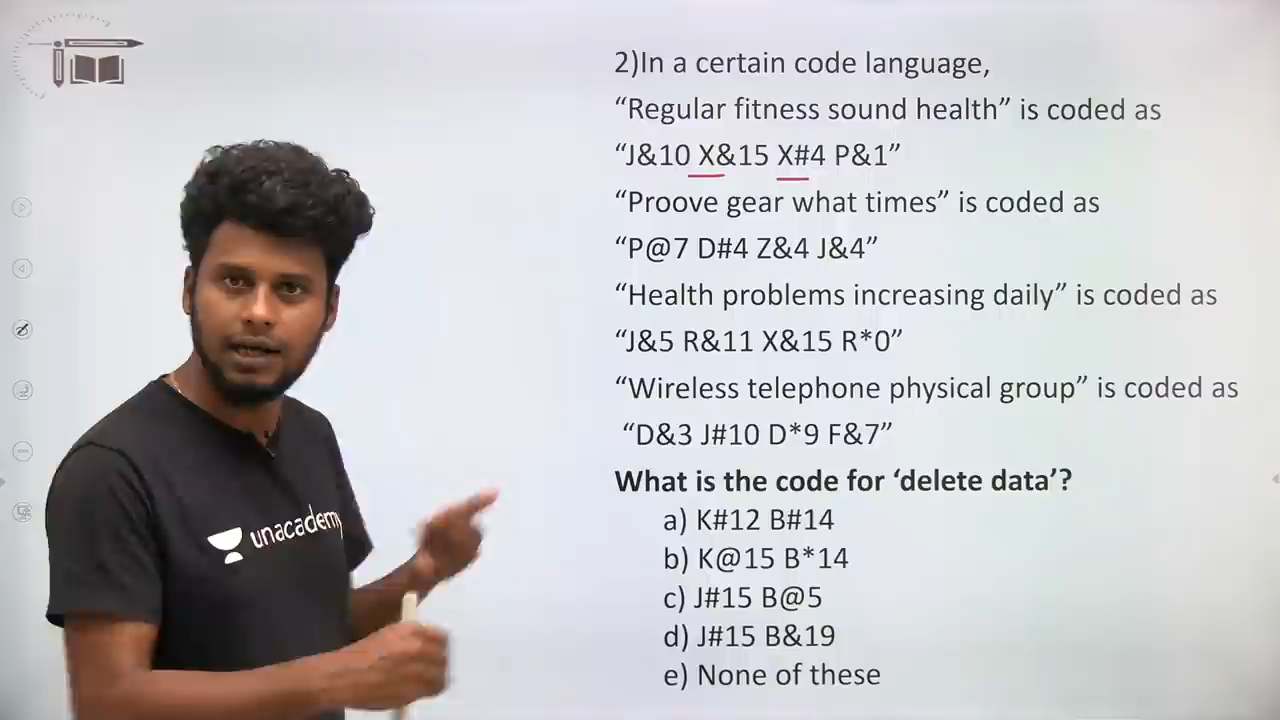 2)In a certain code language,
“Regular fitness sound health” is coded as
“J&10 X&15 X#4 P&1”
“Proove gear what times” is coded as
“P@7 D#4 Z&4 J&4”
“Health problems increasing daily” is coded as
“J&5 R&11 X&15 R*0”
“Wireless telephone physical group” is coded as
“D&3 J#10 D*9 F&7”
What is the code for ‘delete data’?
a) K#12 B#14
b) K@15 B*14
c) J#15 B@5
d) J#15 B&19
e) None of these
unacademy